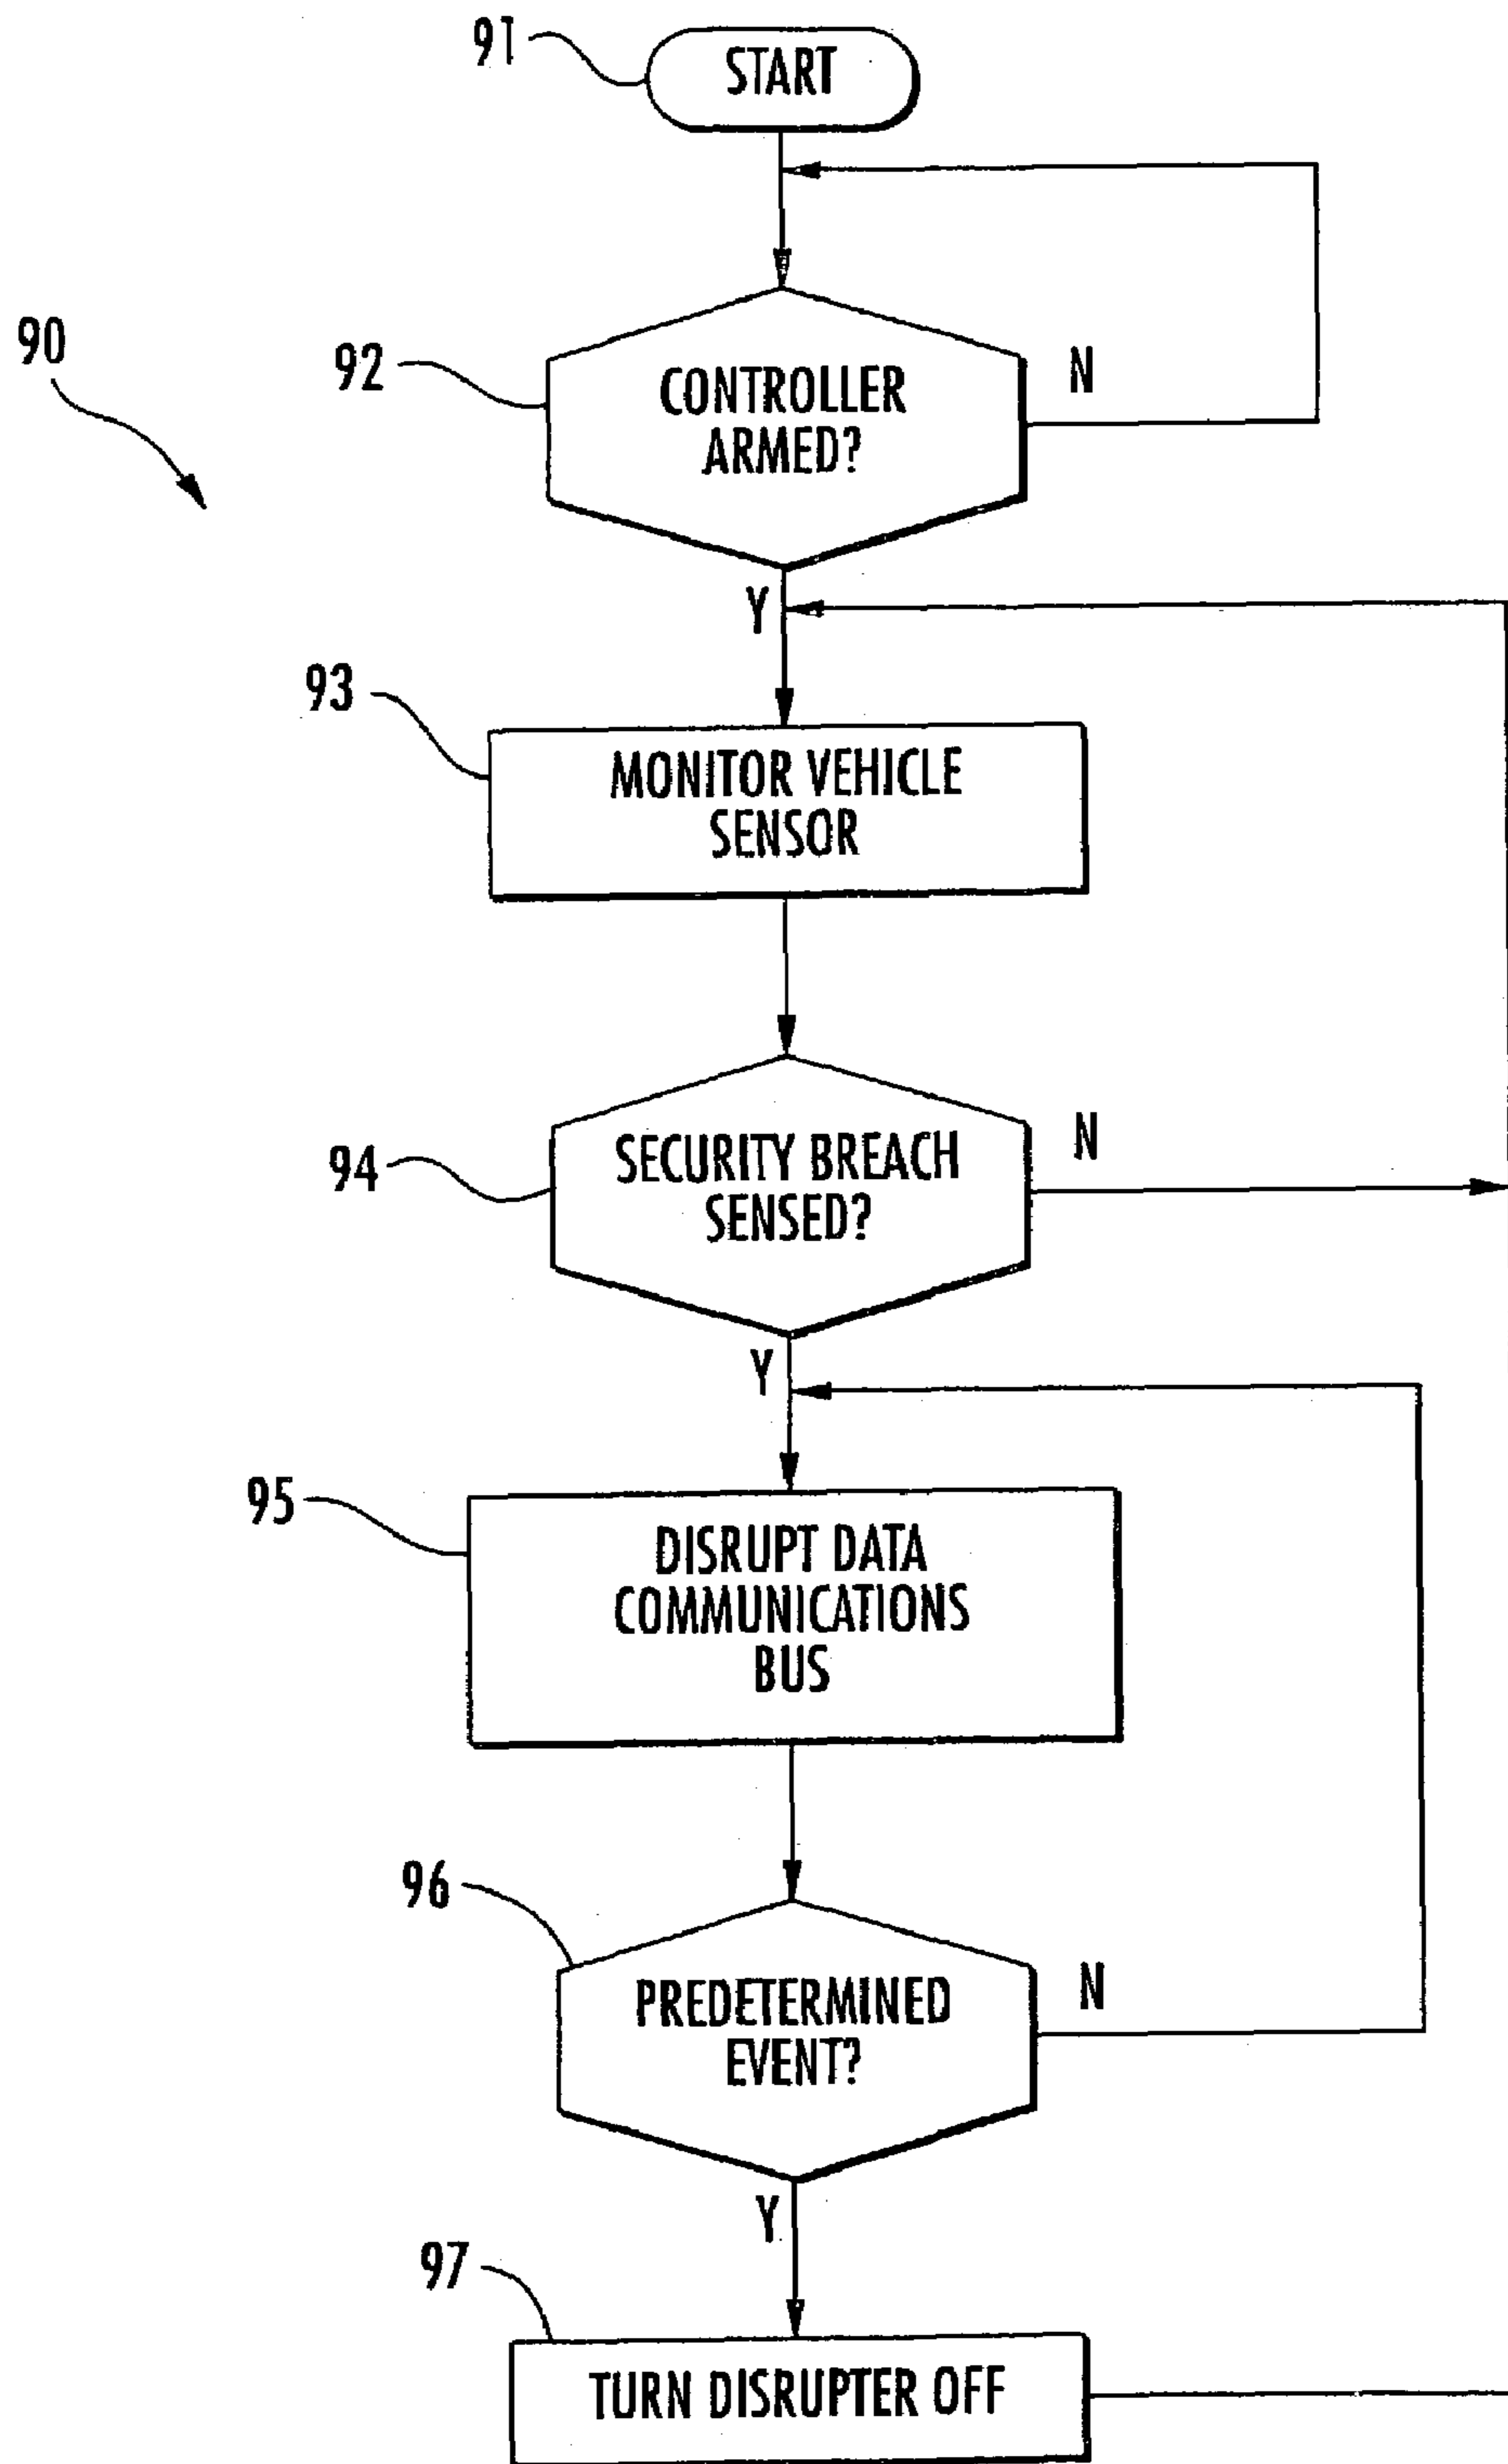 91
START
90
92
CONTROLLER
ARMED?
N
Y
93
MONITOR VEHICLE
SENSOR
94
SECURITY BREACH
SENSED?
N
Y
95
DISRUPT DATA
COMMUNICATIONS
BUS
96
PREDETERMINED
EVENT?
N
Y
97
TURN DISRUPTER OFF